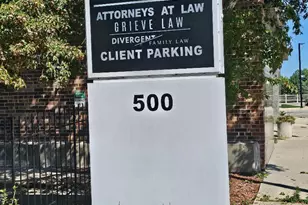 ATTORNEYS AT LAW
GRIEVE LAW
DIVERGENT FAMILY LAW
CLIENT PARKING
500